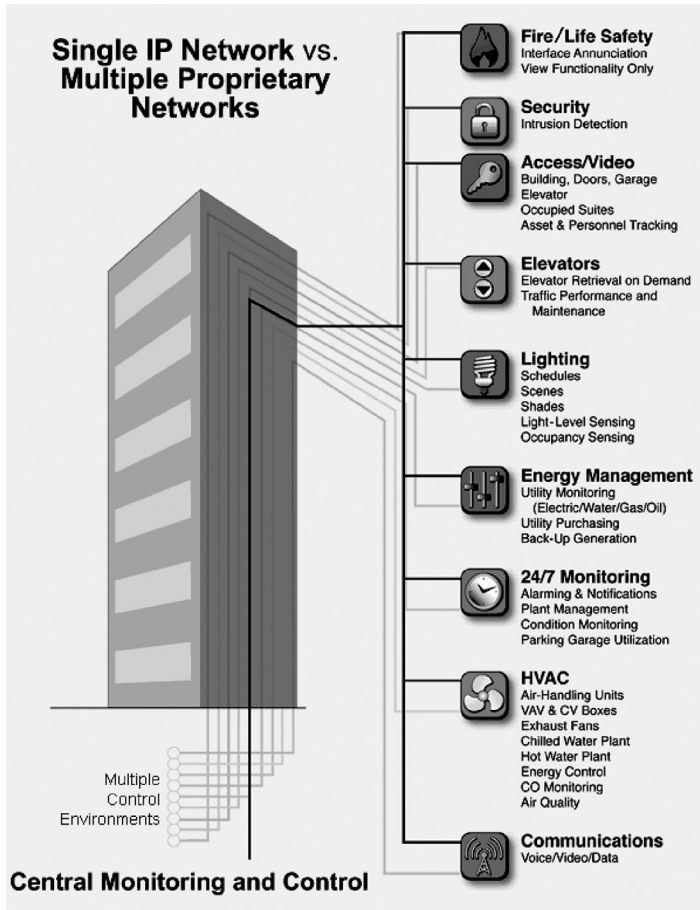 Single IP Network vs.
Multiple Proprietary
Networks
Fire/Life Safety
Interface Annunciation
View Functionality Only
Security
Intrusion Detection
Access/Video
Building, Doors, Garage
Elevator
Occupied Suites
Asset & Personnel Tracking
Elevators
Elevator Retrieval on Demand
Traffic Performance and
Maintenance
Lighting
Schedules
Scenes
Shades
Light-Level Sensing
Occupancy Sensing
Energy Management
Utility Monitoring
(Electric/Water/Gas/Oil)
Utility Purchasing
Back-Up Generation
24/7 Monitoring
Alarming & Notifications
Plant Management
Condition Monitoring
Parking Garage Utilization
HVAC
Air-Handling Units
VAV & CV Boxes
Exhaust Fans
Chilled Water Plant
Hot Water Plant
Energy Control
CO Monitoring
Air Quality
Communications
Voice/Video/Data
Multiple
Control
Environments
Central Monitoring and Control